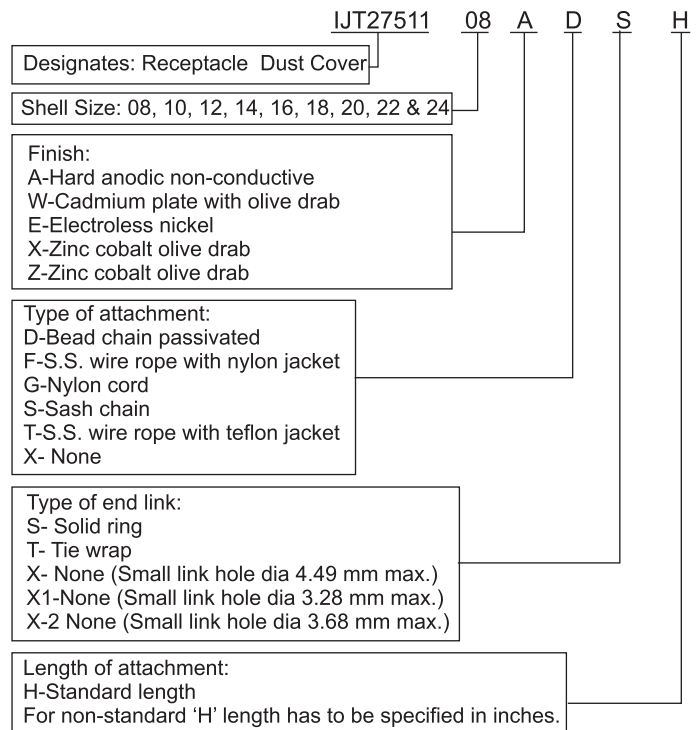 IJT27511 08 A D S H
Designates: Receptacle Dust Cover
Shell Size: 08, 10, 12, 14, 16, 18, 20, 22 & 24
Finish:
A-Hard anodic non-conductive
W-Cadmium plate with olive drab
E-Electroless nickel
X-Zinc cobalt olive drab
Z-Zinc cobalt olive drab
Type of attachment:
D-Bead chain passivated
F-S.S. wire rope with nylon jacket
G-Nylon cord
S-Sash chain
T-S.S. wire rope with teflon jacket
X- None
Type of end link:
S- Solid ring
T- Tie wrap
X- None (Small link hole dia 4.49 mm max.)
X1-None (Small link hole dia 3.28 mm max.)
X-2 None (Small link hole dia 3.68 mm max.)
Length of attachment:
H-Standard length
For non-standard ‘H’ length has to be specified in inches.